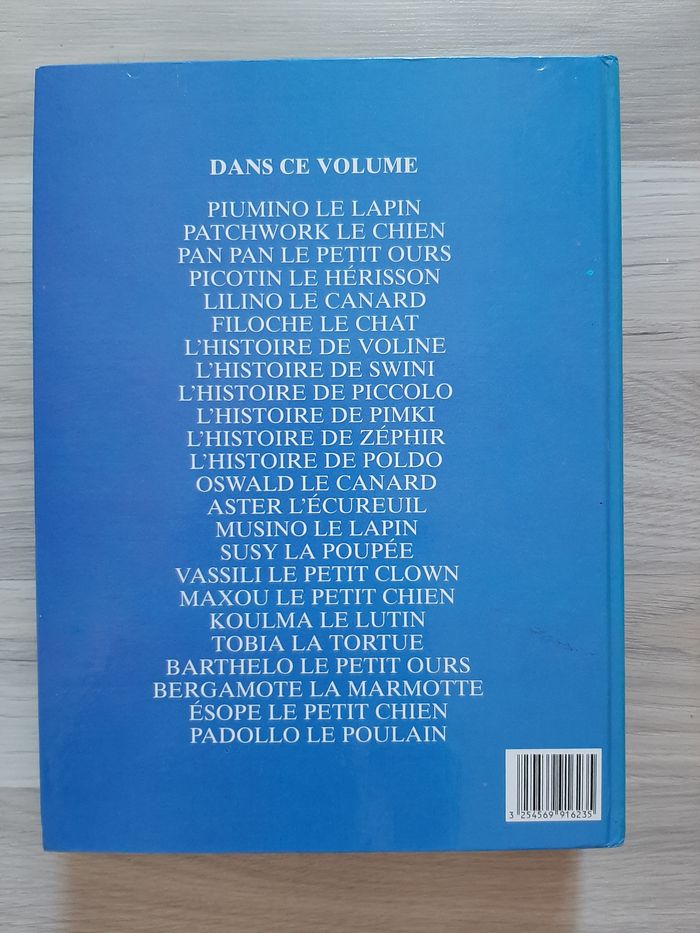 DANS CE VOLUME
PIUMINO LE LAPIN
PATCHWORK LE CHIEN
PAN PAN LE PETIT OURS
PICOTIN LE HÉRISSON
LILINO LE CANARD
FILOCHE LE CHAT
L'HISTOIRE DE VOLINE
L'HISTOIRE DE SWINI
L'HISTOIRE DE PICCOLO
L'HISTOIRE DE PIMKI
L'HISTOIRE DE ZÉPHIR
L'HISTOIRE DE POLDO
OSWALD LE CANARD
ASTER L'ÉCUREUIL
MUSINO LE LAPIN
SUSY LA POUPÉE
VASSILI LE PETIT CLOWN
MAXOU LE PETIT CHIEN
KOULMA LE LUTIN
TOBIA LA TORTUE
BARTHELO LE PETIT OURS
BERGAMOTE LA MARMOTTE
ÉSOPE LE PETIT CHIEN
PADOLLO LE POULAIN
3 254569 916235